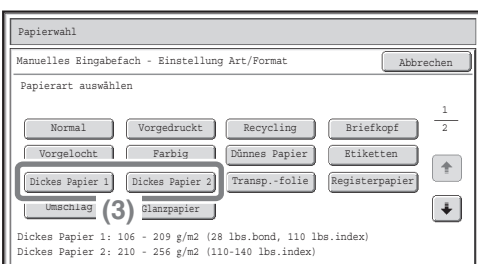 Papierwahl
Manuelles Eingabefach - Einstellung Art/Format Abbrechen
Papierart auswählen
1
Normal Vorgedruckt Recycling Briefkopf 2
Vorgelocht Farbig Dünnes Papier Etiketten
Dickes Papier 1 Dickes Papier 2 Transp.-folie Registerpapier
Umschlag (3) Glanzpapier
Dickes Papier 1: 106 - 209 g/m2 (28 lbs.bond, 110 lbs.index)
Dickes Papier 2: 210 - 256 g/m2 (110-140 lbs.index)